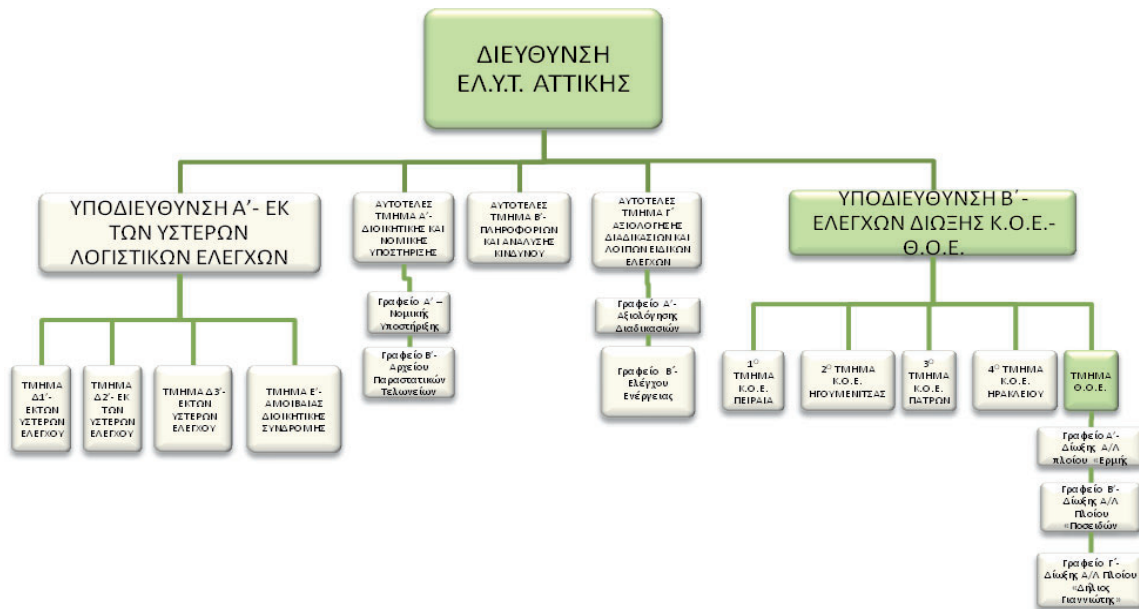 ΔΙΕΥΘΥΝΣΗ
ΕΛ.Υ.Τ. ΑΤΤΙΚΗΣ
ΥΠΟΔΙΕΥΘΥΝΣΗ Α΄- ΕΚ
ΤΩΝ ΥΣΤΕΡΩΝ
ΛΟΓΙΣΤΙΚΩΝ ΕΛΕΓΧΩΝ
ΑΥΤΟΤΕΛΕΣ
ΤΜΗΜΑ Α΄-
ΔΙΟΙΚΗΤΙΚΗΣ ΚΑΙ
ΝΟΜΙΚΗΣ
ΥΠΟΣΤΗΡΙΞΗΣ
ΑΥΤΟΤΕΛΕΣ
ΤΜΗΜΑ Β΄-
ΠΛΗΡΟΦΟΡΙΩΝ
ΚΑΙ ΑΝΑΛΥΣΗΣ
ΚΙΝΔΥΝΟΥ
ΑΥΤΟΤΕΛΕΣ
ΤΜΗΜΑ Γ΄
ΑΞΙΟΛΟΓΗΣΗΣ
ΔΙΑΔΙΚΑΣΙΩΝ ΚΑΙ
ΛΟΙΠΩΝ ΕΙΔΙΚΩΝ
ΕΛΕΓΧΩΝ
ΥΠΟΔΙΕΥΘΥΝΣΗ Β΄-
ΕΛΕΓΧΩΝ ΔΙΩΞΗΣ Κ.Ο.Ε.-
Θ.Ο.Ε.
ΤΜΗΜΑ
Δ1΄- ΕΚΤΩΝ
ΥΣΤΕΡΩΝ
ΕΛΕΓΧΟΥ
ΤΜΗΜΑ
Δ2΄- ΕΚ
ΤΩΝ
ΥΣΤΕΡΩΝ
ΕΛΕΓΧΟΥ
ΤΜΗΜΑ Δ3΄-
ΕΚΤΩΝ
ΥΣΤΕΡΩΝ
ΕΛΕΓΧΟΥ
ΤΜΗΜΑ Ε΄-
ΑΜΟΙΒΑΙΑΣ
ΔΙΟΙΚΗΤΙΚΗΣ
ΣΥΝΔΡΟΜΗΣ
Γραφείο Α΄ –
Νομικής
Υποστήριξης
Γραφείο Β΄-
Αρχείου
Παραστατικών
Τελωνείων
Γραφείο Α΄-
Αξιολόγησης
Διαδικασιών
Γραφείο Β΄-
Ελέγχου
Ενέργειας
1Ο
ΤΜΗΜΑ
Κ.Ο.Ε.
ΠΕΙΡΑΙΑ
2Ο ΤΜΗΜΑ
Κ.Ο.Ε.
ΗΓΟΥΜΕΝΙΤΣΑΣ
3Ο
ΤΜΗΜΑ
Κ.Ο.Ε.
ΠΑΤΡΩΝ
4Ο ΤΜΗΜΑ
Κ.Ο.Ε.
ΗΡΑΚΛΕΙΟΥ
ΤΜΗΜΑ
Θ.Ο.Ε.
Γραφείο Α΄-
Δίωξης Α/Λ
πλοίου «Ερμής
Γραφείο Β΄-
Δίωξης Α/Λ
Πλοίου
«Ποσειδών
Γραφείο Γ΄-
Δίωξης Α/Λ Πλοίου
«Δήλιος
Γιαννιώτης»